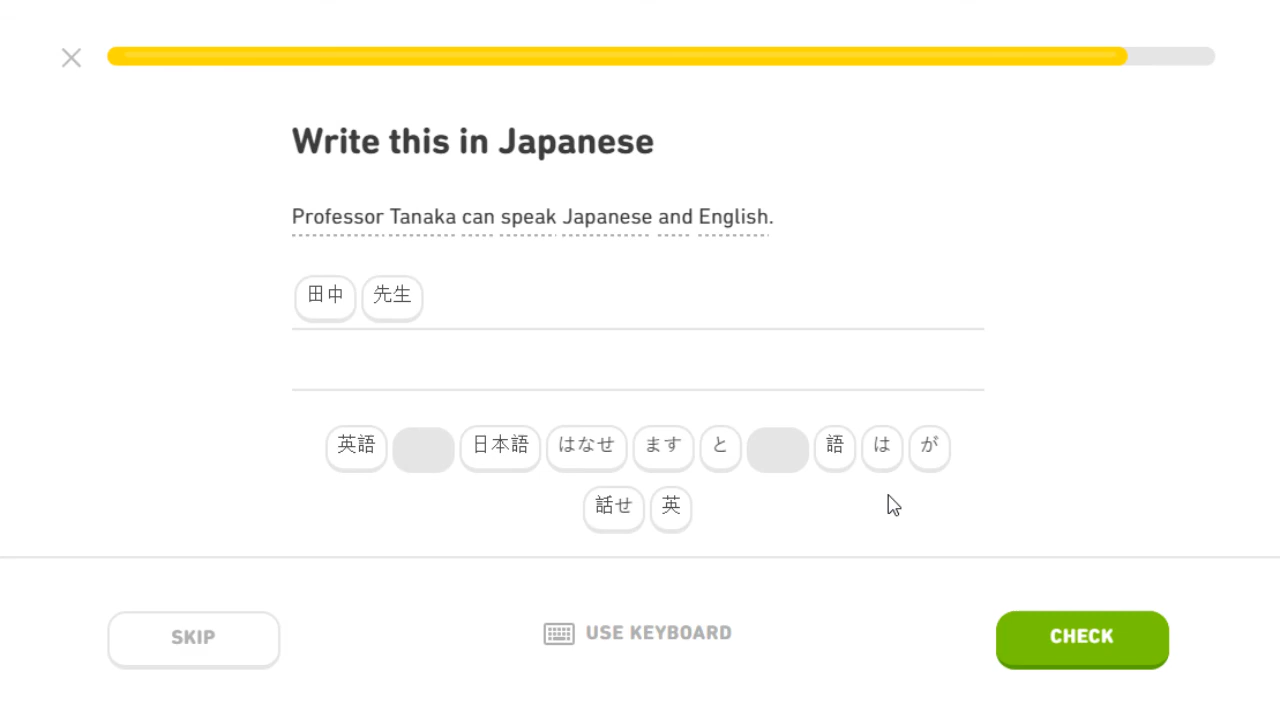 Write this in Japanese
Professor Tanaka can speak Japanese and English.
田中 先生
英語 日本語 はなせ ます と 語 は が
話せ 英
SKIP USE KEYBOARD CHECK